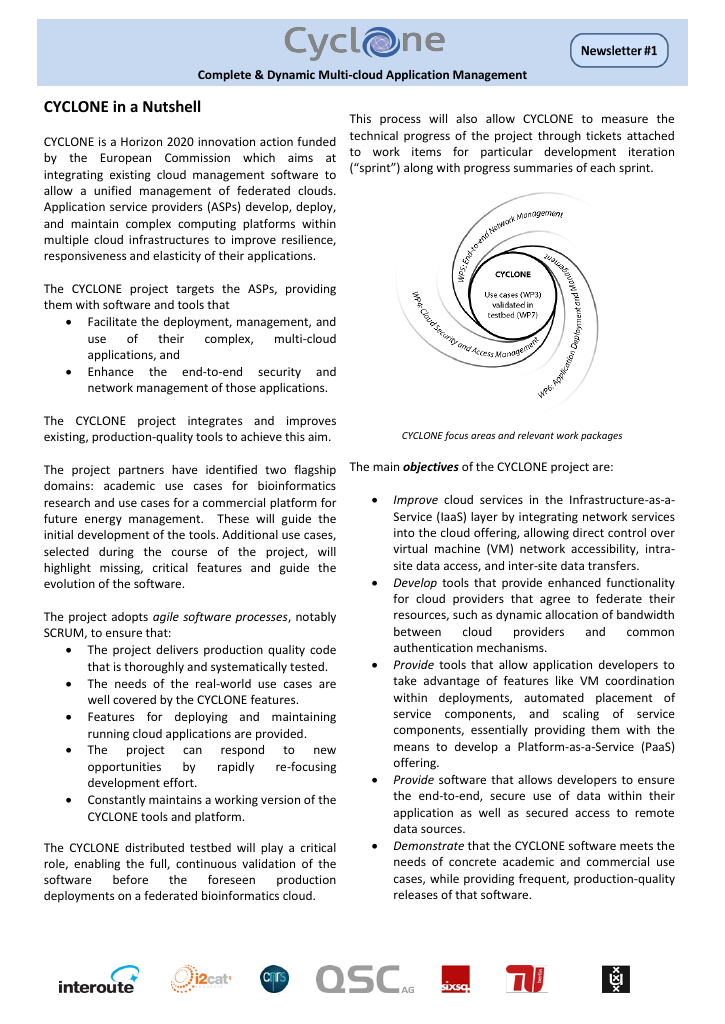 Cyclone
Newsletter #1
Complete & Dynamic Multi-cloud Application Management
CYCLONE in a Nutshell
CYCLONE is a Horizon 2020 innovation action funded
by the European Commission which aims at
integrating existing cloud management software to
allow a unified management of federated clouds.
Application service providers (ASPs) develop, deploy,
and maintain complex computing platforms within
multiple cloud infrastructures to improve resilience,
responsiveness and elasticity of their applications.
The CYCLONE project targets the ASPs, providing
them with software and tools that
• Facilitate the deployment, management, and
use of their complex, multi-cloud
applications, and
• Enhance the end-to-end security and
network management of those applications.
The CYCLONE project integrates and improves
existing, production-quality tools to achieve this aim.
The project partners have identified two flagship
domains: academic use cases for bioinformatics
research and use cases for a commercial platform for
future energy management. These will guide the
initial development of the tools. Additional use cases,
selected during the course of the project, will
highlight missing, critical features and guide the
evolution of the software.
The project adopts agile software processes, notably
SCRUM, to ensure that:
• The project delivers production quality code
that is thoroughly and systematically tested.
• The needs of the real-world use cases are
well covered by the CYCLONE features.
• Features for deploying and maintaining
running cloud applications are provided.
• The project can respond to new
opportunities by rapidly re-focusing
development effort.
• Constantly maintains a working version of the
CYCLONE tools and platform.
The CYCLONE distributed testbed will play a critical
role, enabling the full, continuous validation of the
software before the foreseen production
deployments on a federated bioinformatics cloud.
This process will also allow CYCLONE to measure the
technical progress of the project through tickets attached
to work items for particular development iteration
(“sprint”) along with progress summaries of each sprint.
WP5: End-to-end Network Management
WP4: Cloud Security and Access Management
WP6: Application Deployment and Management
CYCLONE
Use cases (WP3)
validated in
testbed (WP7)
CYCLONE focus areas and relevant work packages
The main objectives of the CYCLONE project are:
• Improve cloud services in the Infrastructure-as-a-
Service (IaaS) layer by integrating network services
into the cloud offering, allowing direct control over
virtual machine (VM) network accessibility, intra-
site data access, and inter-site data transfers.
• Develop tools that provide enhanced functionality
for cloud providers that agree to federate their
resources, such as dynamic allocation of bandwidth
between cloud providers and common
authentication mechanisms.
• Provide tools that allow application developers to
take advantage of features like VM coordination
within deployments, automated placement of
service components, and scaling of service
components, essentially providing them with the
means to develop a Platform-as-a-Service (PaaS)
offering.
• Provide software that allows developers to ensure
the end-to-end, secure use of data within their
application as well as secured access to remote
data sources.
• Demonstrate that the CYCLONE software meets the
needs of concrete academic and commercial use
cases, while providing frequent, production-quality
releases of that software.
interoute
i2cat
cnrs
QSC AG
sixsq
berlin